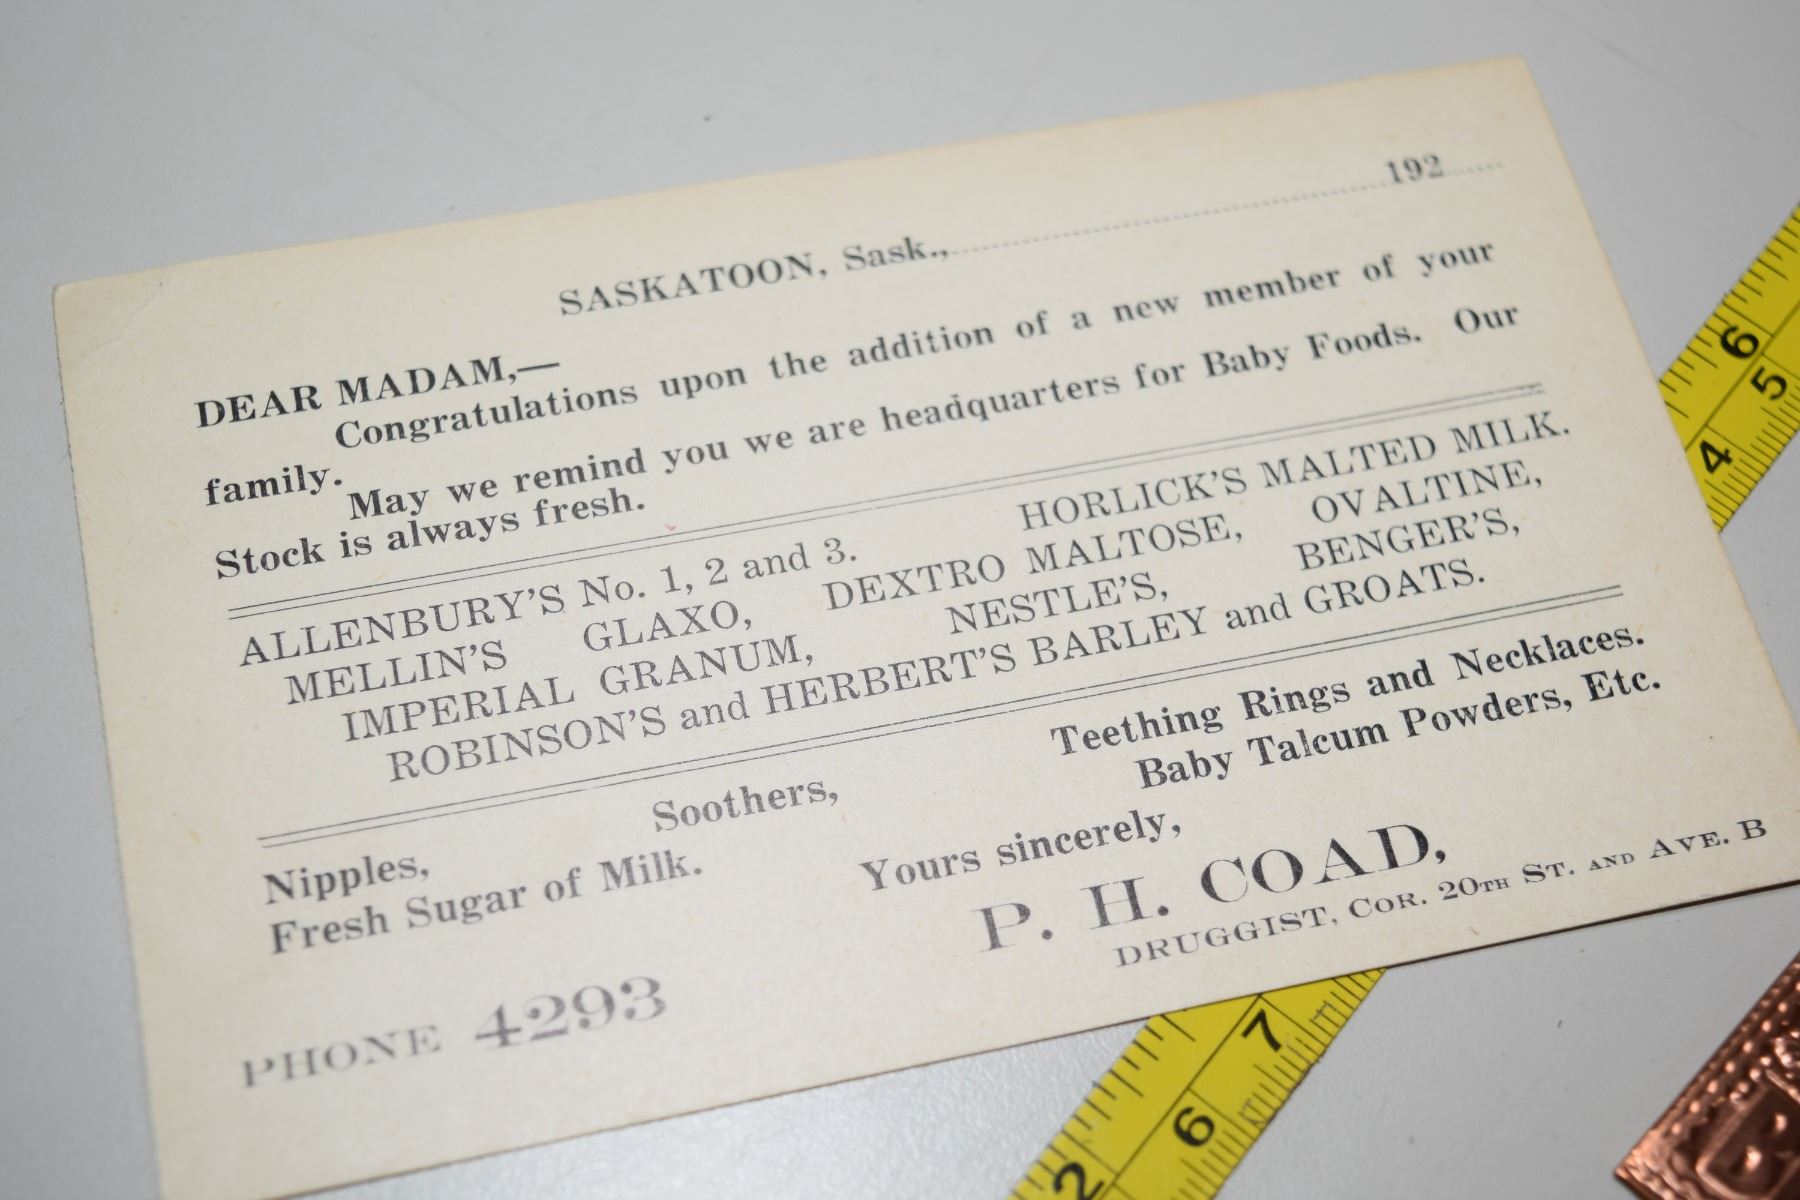 SASKATOON, Sask.,........................192......
DEAR MADAM,—
Congratulations upon the addition of a new member of your
family.
May we remind you we are headquarters for Baby Foods. Our
Stock is always fresh.
ALLENBURY'S No. 1, 2 and 3. HORLICK'S MALTED MILK.
MELLIN'S GLAXO, DEXTRO MALTOSE, OVALTINE,
IMPERIAL GRANUM, NESTLE'S, BENGER'S,
ROBINSON'S and HERBERT'S BARLEY and GROATS.
Soothers, Teething Rings and Necklaces.
Nipples, Baby Talcum Powders, Etc.
Fresh Sugar of Milk. Yours sincerely,
P. H. COAD,
DRUGGIST, COR. 20TH ST. AND AVE. B
PHONE 4293
6
5
4
7
6
2